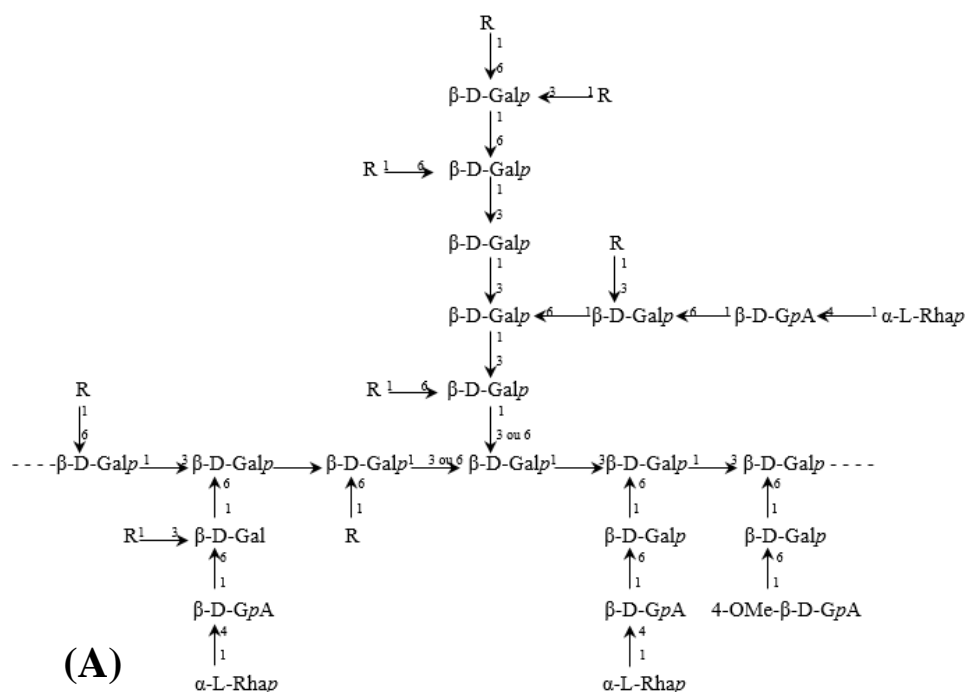 R
1
6
β-D-Galp 3 1 R
1
6
R 1 6 β-D-Galp
1
3
β-D-Galp R
1 1
3 3
β-D-Galp 6 1 β-D-Galp 6 1 β-D-GpA 4 1 α-L-Rhap
1
3
R R 1 6 β-D-Galp
1 1
6 3 ou 6
β-D-Galp 1 3 β-D-Galp β-D-Galp 1 3 ou 6 β-D-Galp 1 3 β-D-Galp 1 3 β-D-Galp
6 6 6 6
1 1 1 1
R 1 3 β-D-Gal R β-D-Galp β-D-Galp
6 6 6
1 1 1
β-D-GpA β-D-GpA 4-OMe-β-D-GpA
4 4
1 1
(A) α-L-Rhap α-L-Rhap